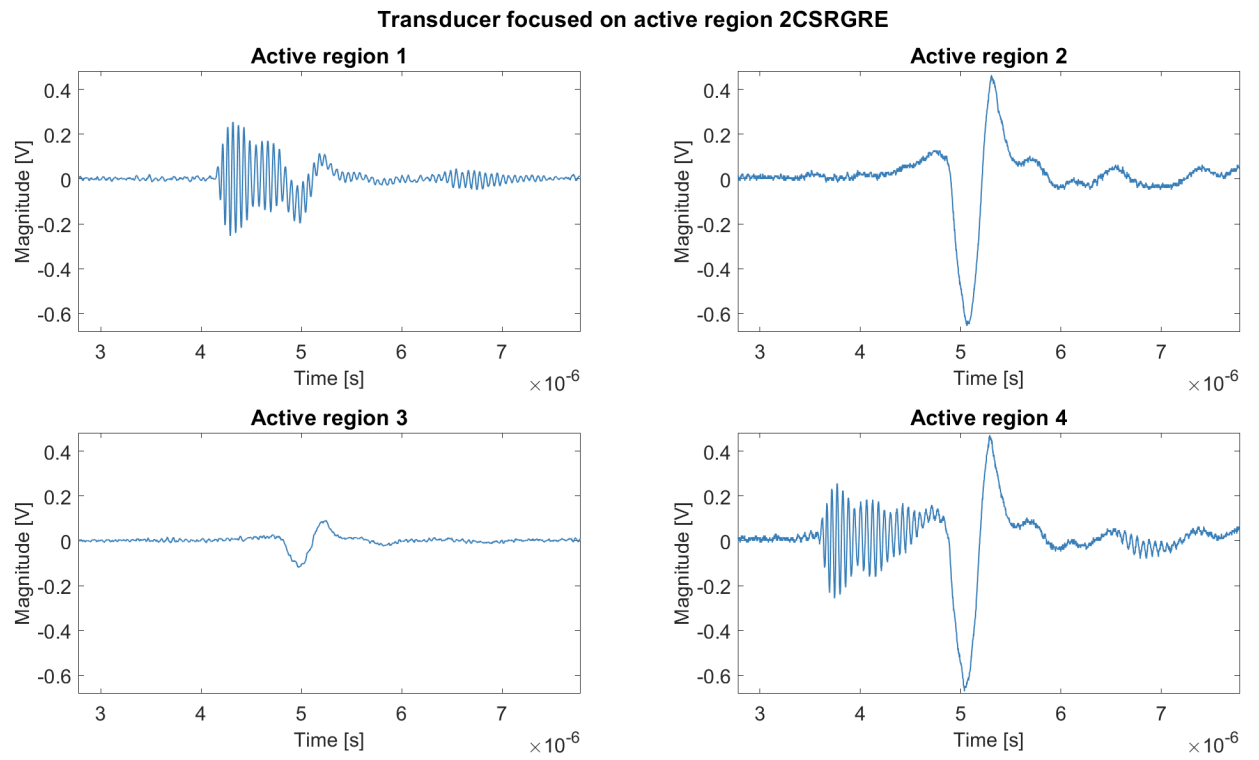 Transducer focused on active region 2CSRGRE
Active region 1
Magnitude [V]
0.4
0.2
0
-0.2
-0.4
-0.6
3 4 5 6 7
Time [s]
×10-6
Active region 2
Magnitude [V]
0.4
0.2
0
-0.2
-0.4
-0.6
3 4 5 6 7
Time [s]
×10-6
Active region 3
Magnitude [V]
0.4
0.2
0
-0.2
-0.4
-0.6
3 4 5 6 7
Time [s]
×10-6
Active region 4
Magnitude [V]
0.4
0.2
0
-0.2
-0.4
-0.6
3 4 5 6 7
Time [s]
×10-6